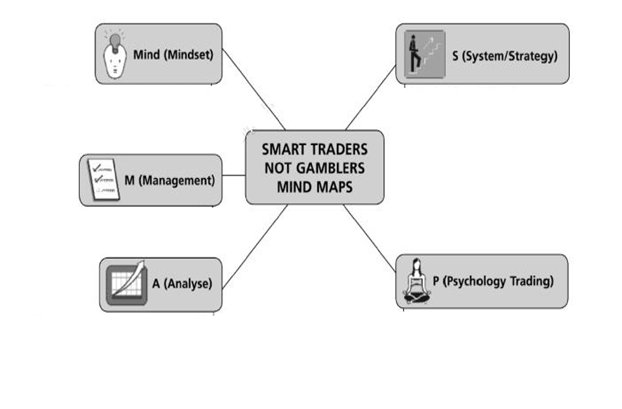 Mind (Mindset)
S (System/Strategy)
SMART TRADERS
NOT GAMBLERS
MIND MAPS
M (Management)
A (Analyse)
P (Psychology Trading)